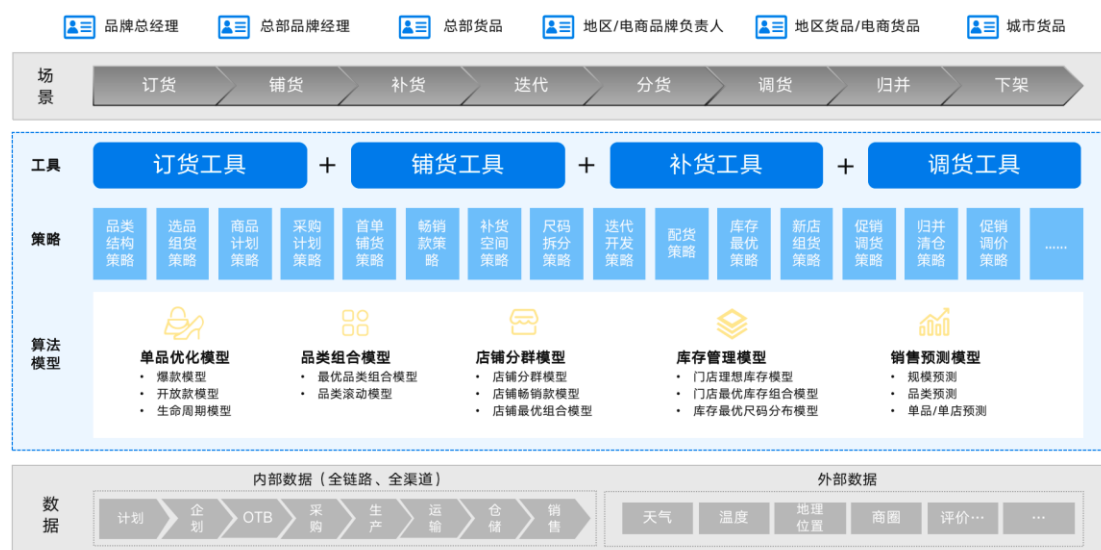 品牌总经理
总部品牌经理
总部货品
地区/电商品牌负责人
地区货品/电商货品
城市货品
场
景
订货
铺货
补货
迭代
分货
调货
归并
下架
工具
订货工具
+
铺货工具
+
补货工具
+
调货工具
策略
品类
结构
策略
选品
组货
策略
商品
计划
策略
采购
计划
策略
首单
铺货
策略
畅销
款策
略
补货
空间
策略
尺码
拆分
策略
迭代
开发
策略
配货
策略
库存
最优
策略
新店
组货
策略
促销
调货
策略
归并
清仓
策略
促销
调价
策略
......
算法
模型
单品优化模型
• 爆款模型
• 开放款模型
• 生命周期模型
品类组合模型
• 最优品类组合模型
• 品类滚动模型
店铺分群模型
• 店铺分群模型
• 店铺畅销款模型
• 店铺最优组合模型
库存管理模型
• 门店理想库存模型
• 门店最优库存组合模型
• 库存最优尺码分布模型
销售预测模型
• 规模预测
• 品类预测
• 单品/单店预测
数
据
内部数据（全链路、全渠道）
计划
企
划
OTB
采
购
生
产
运
输
仓
储
销
售
外部数据
天气
温度
地理
位置
商圈
评价…
…